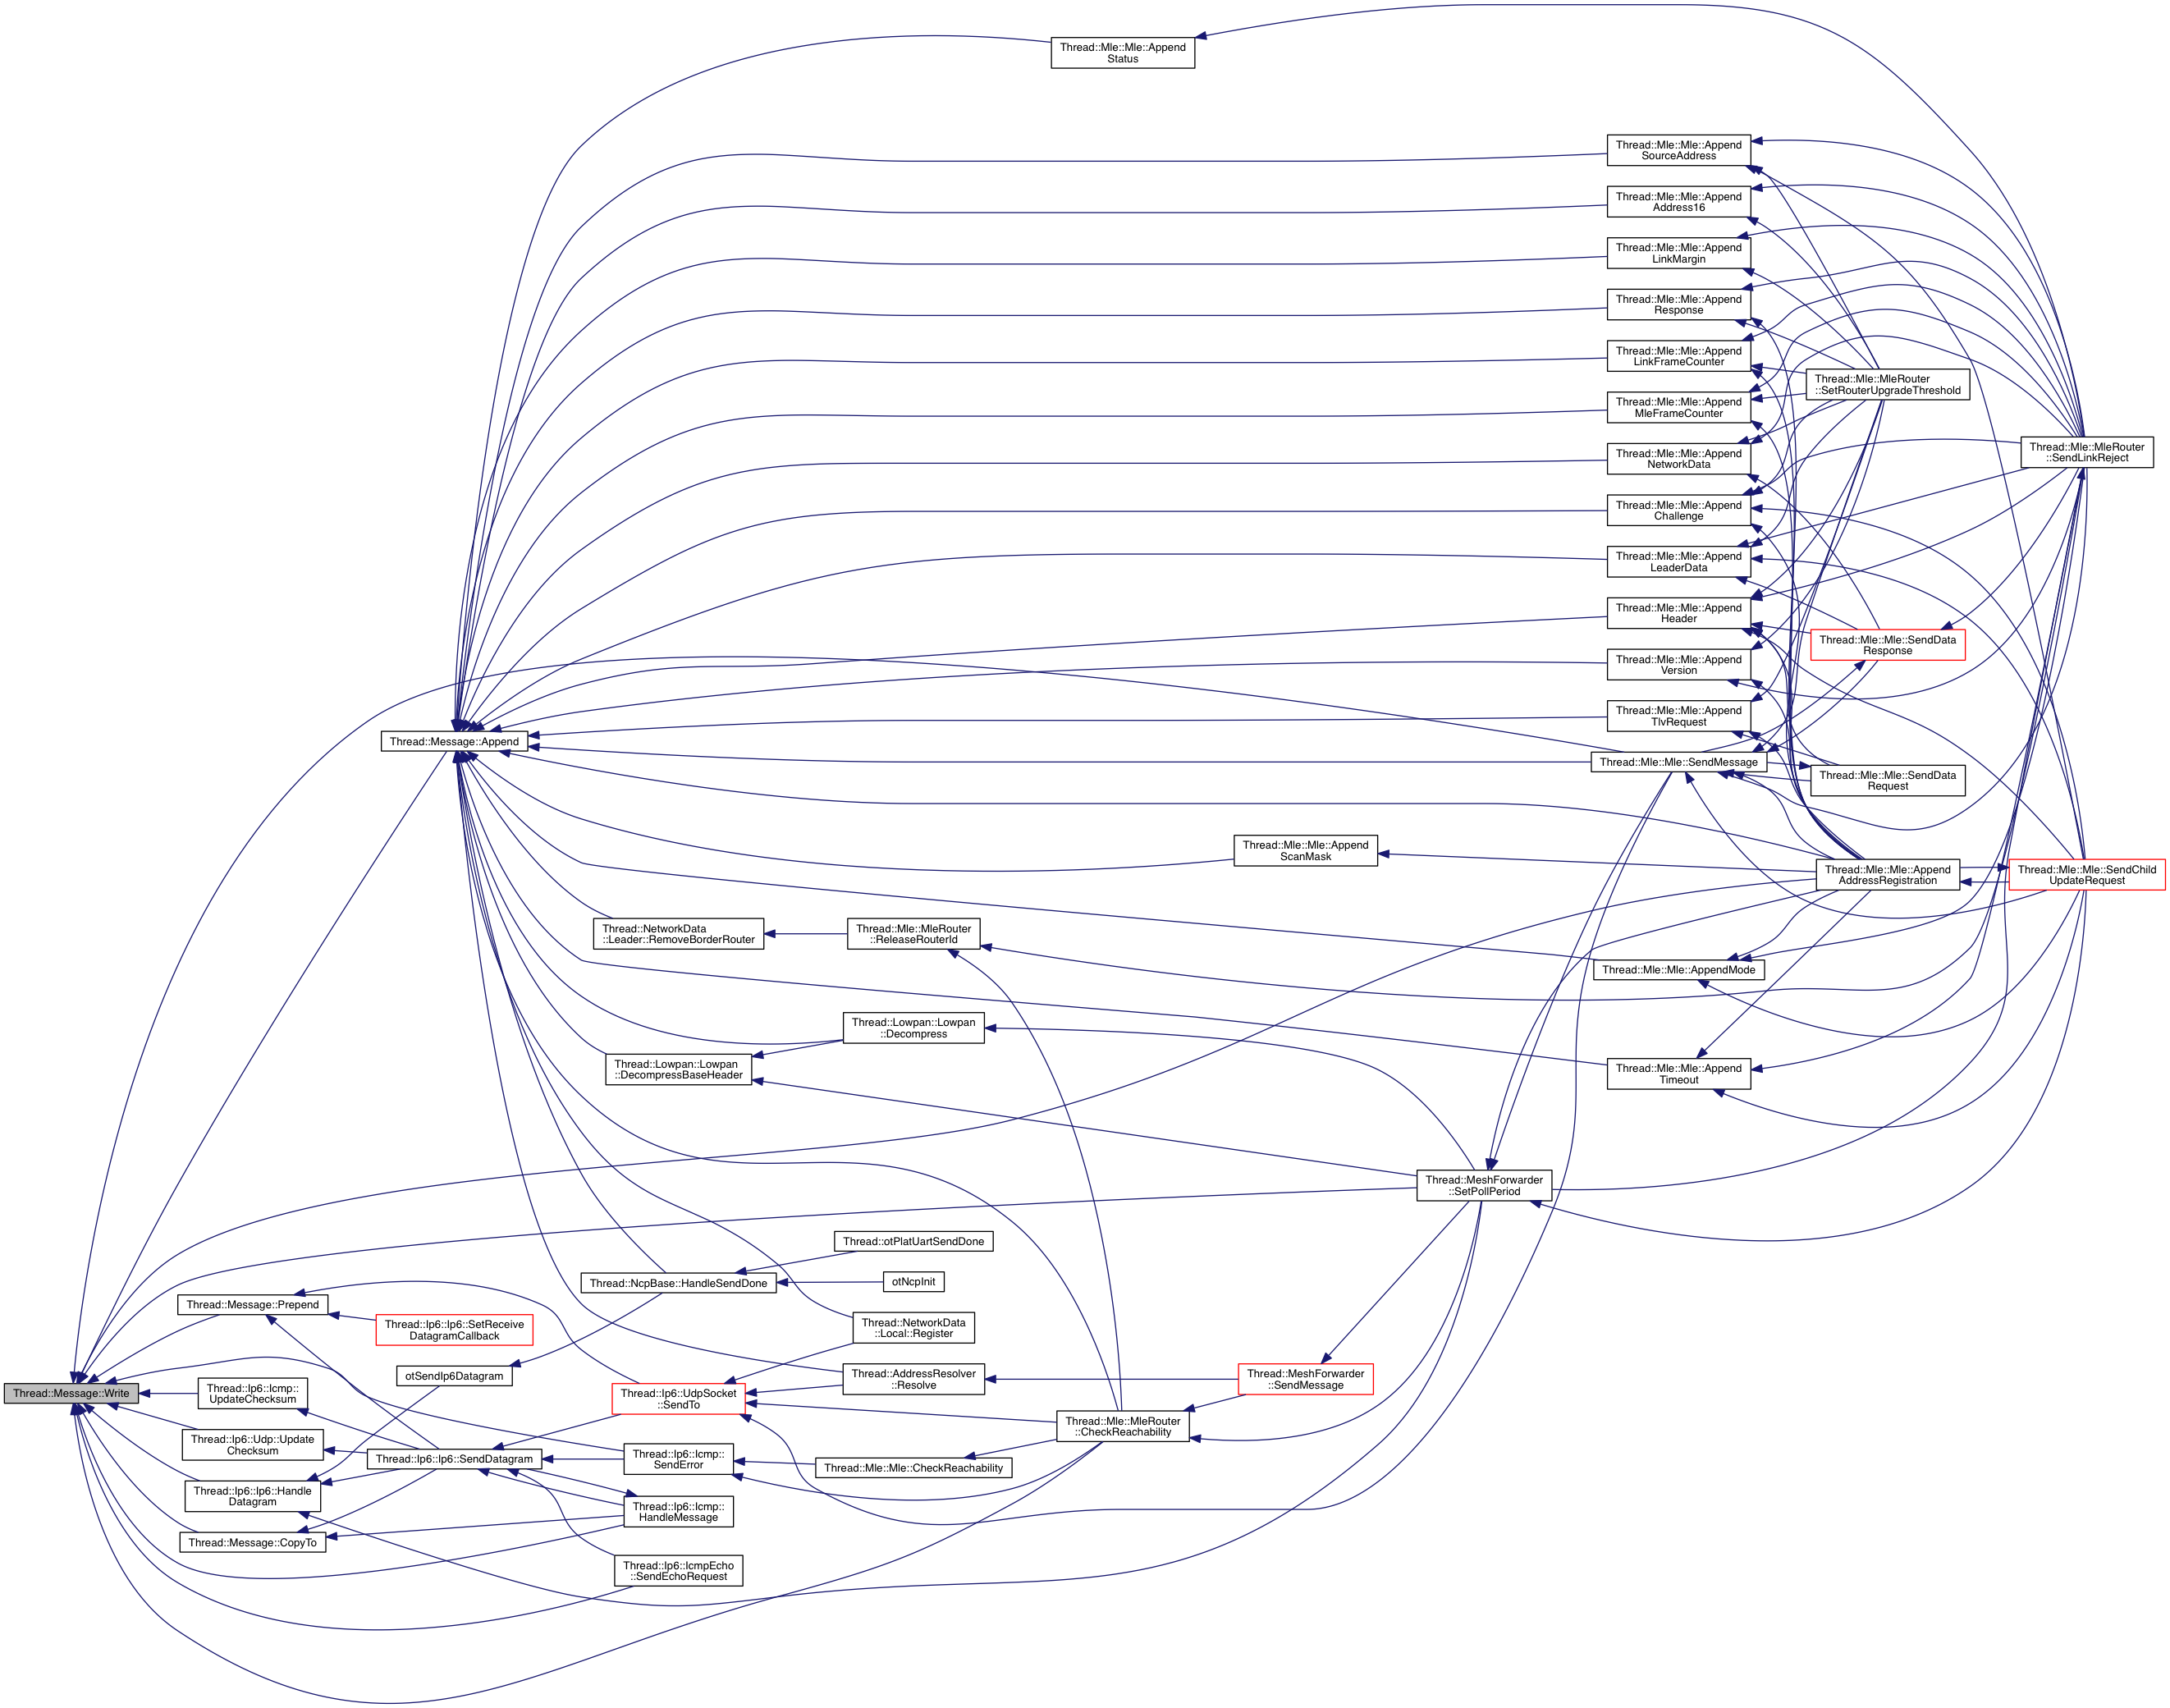 Thread::Mle::Mle::Append
Status
Thread::Mle::Mle::Append
SourceAddress
Thread::Mle::Mle::Append
Address16
Thread::Mle::Mle::Append
LinkMargin
Thread::Mle::Mle::Append
Response
Thread::Mle::Mle::Append
LinkFrameCounter
Thread::Mle::MleRouter
::SetRouterUpgradeThreshold
Thread::Mle::Mle::Append
MleFrameCounter
Thread::Mle::Mle::Append
NetworkData
Thread::Mle::MleRouter
::SendLinkReject
Thread::Mle::Mle::Append
Challenge
Thread::Mle::Mle::Append
LeaderData
Thread::Mle::Mle::Append
Header
Thread::Mle::Mle::SendData
Response
Thread::Mle::Mle::Append
Version
Thread::Mle::Mle::Append
TlvRequest
Thread::Message::Append
Thread::Mle::Mle::SendMessage
Thread::Mle::Mle::SendData
Request
Thread::Mle::Mle::Append
ScanMask
Thread::Mle::Mle::Append
AddressRegistration
Thread::Mle::Mle::SendChild
UpdateRequest
Thread::NetworkData
::Leader::RemoveBorderRouter
Thread::Mle::MleRouter
::ReleaseRouterId
Thread::Mle::Mle::AppendMode
Thread::Lowpan::Lowpan
::Decompress
Thread::Lowpan::Lowpan
::DecompressBaseHeader
Thread::Mle::Mle::Append
Timeout
Thread::MeshForwarder
::SetPollPeriod
Thread::otPlatUartSendDone
Thread::NcpBase::HandleSendDone
otNcpInit
Thread::Message::Prepend
Thread::Ip6::Ip6::SetReceive
DatagramCallback
Thread::NetworkData
::Local::Register
otSendIp6Datagram
Thread::AddressResolver
::Resolve
Thread::MeshForwarder
::SendMessage
Thread::Message::Write
Thread::Ip6::Icmp::
UpdateChecksum
Thread::Ip6::UdpSocket
::SendTo
Thread::Mle::MleRouter
::CheckReachability
Thread::Ip6::Udp::Update
Checksum
Thread::Ip6::Ip6::SendDatagram
Thread::Ip6::Icmp::
SendError
Thread::Mle::Mle::CheckReachability
Thread::Ip6::Ip6::Handle
Datagram
Thread::Ip6::Icmp::
HandleMessage
Thread::Message::CopyTo
Thread::Ip6::IcmpEcho
::SendEchoRequest